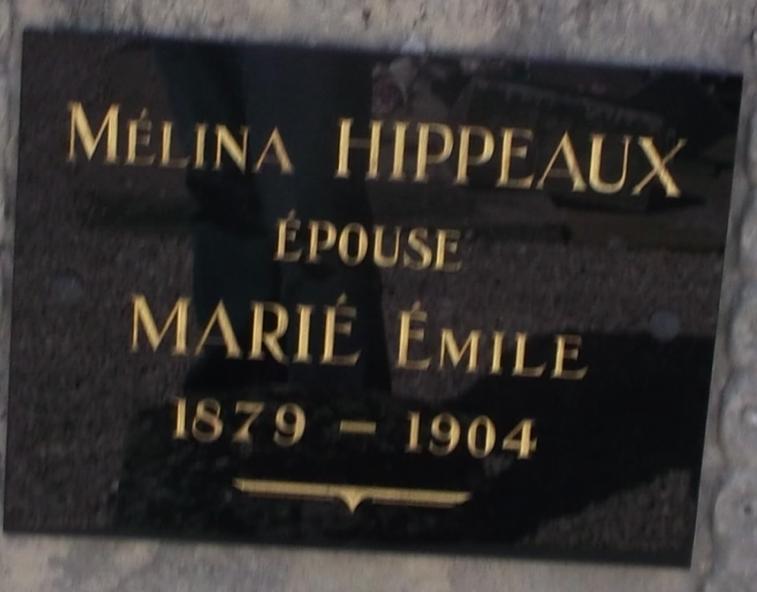 MÉLINA HIPPEAUX
ÉPOUSE
MARIÉ ÉMILE
1879 - 1904